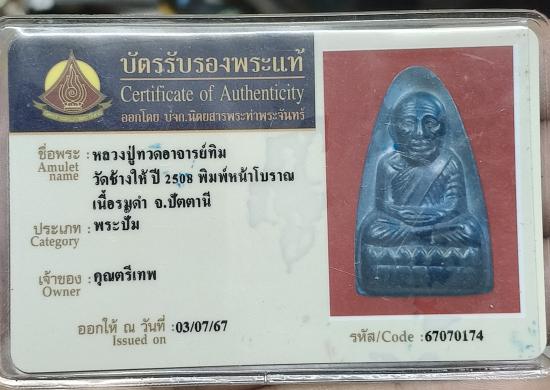 บัตรรับรองพระแท้
Certificate of Authenticity
ออกโดย บจก.นิตยสารพระท่าพระจันทร์
ชื่อพระ : หลวงปู่ทวดอาจารย์ทิม
Amulet name
วัดช้างให้ ปี 2508 พิมพ์หน้าโบราณ
เนื้อรมดำ จ.ปัตตานี
ประเภท : พระปั๊ม
Category
เจ้าของ : คุณตรีเทพ
Owner
ออกให้ ณ วันที่ :03/07/67
Issued on
รหัส/Code :67070174